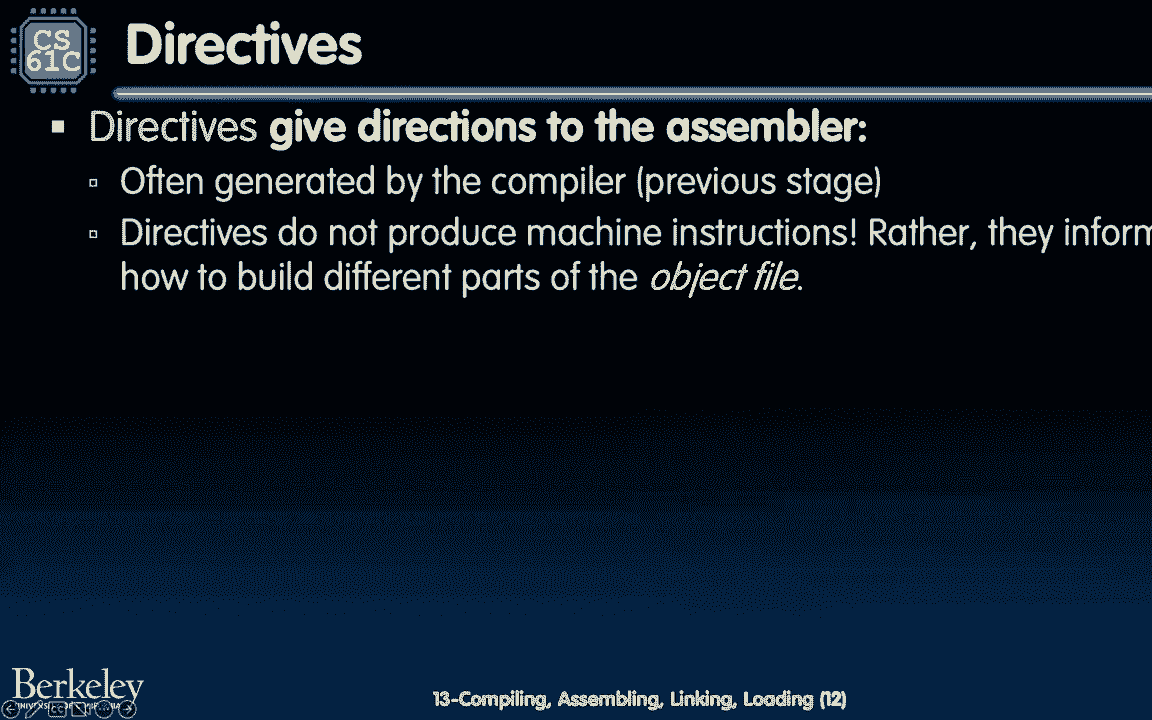 CS
61C
Directives
▪ Directives give directions to the assembler:
▫ Often generated by the compiler (previous stage)
▫ Directives do not produce machine instructions! Rather, they inform
how to build different parts of the object file.
Berkeley
13-Compiling, Assembling, Linking, Loading (12)